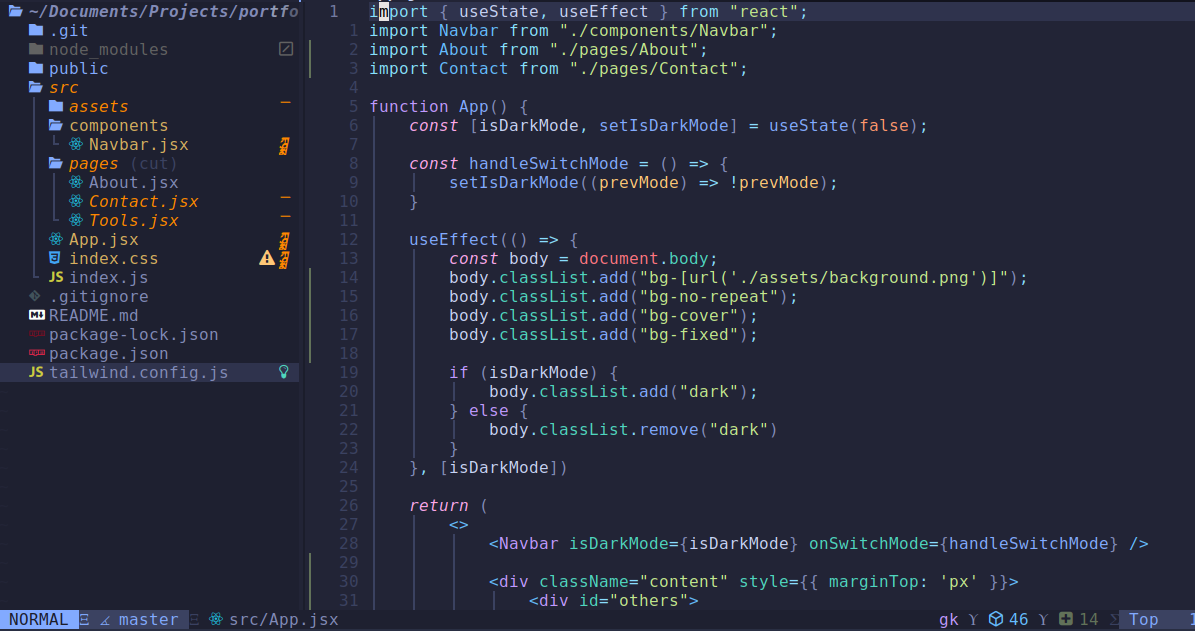 ~/Documents/Projects/portfo
.git
node_modules
public
src
assets
components
Navbar.jsx
pages (cut)
About.jsx
Contact.jsx
Tools.jsx
App.jsx
index.css
JS index.js
.gitignore
README.md
package-lock.json
package.json
JS tailwind.config.js
1 import { useState, useEffect } from "react";
1 import Navbar from "./components/Navbar";
2 import About from "./pages/About";
3 import Contact from "./pages/Contact";
4
5 function App() {
6 const [isDarkMode, setIsDarkMode] = useState(false);
7
8 const handleSwitchMode = () => {
9 setIsDarkMode((prevMode) => !prevMode);
10 }
11
12 useEffect(() => {
13 const body = document.body;
14 body.classList.add("bg-[url('./assets/background.png')]");
15 body.classList.add("bg-no-repeat");
16 body.classList.add("bg-cover");
17 body.classList.add("bg-fixed");
18
19 if (isDarkMode) {
20 body.classList.add("dark");
21 } else {
22 body.classList.remove("dark")
23 }
24 }, [isDarkMode])
25
26 return (
27 <>
28 <Navbar isDarkMode={isDarkMode} onSwitchMode={handleSwitchMode} />
29
30 <div className="content" style={{ marginTop: 'px' }}>
31 <div id="others">
NORMAL master src/App.jsx gk 46 14 Top 1